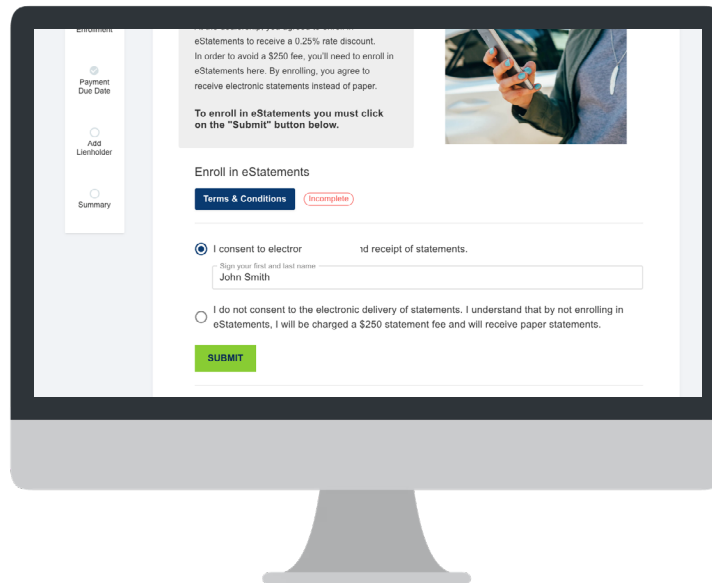 Enrollment
eStatements to receive a 0.25% rate discount.
In order to avoid a $250 fee, you'll need to enroll in
eStatements here. By enrolling, you agree to
receive electronic statements instead of paper.
Payment
Due Date
To enroll in eStatements you must click
on the "Submit" button below.
Add
Lienholder
Enroll in eStatements
Summary
Terms & Conditions
Incomplete
I consent to electror nd receipt of statements.
Sign your first and last name
John Smith
I do not consent to the electronic delivery of statements. I understand that by not enrolling in
eStatements, I will be charged a $250 statement fee and will receive paper statements.
SUBMIT